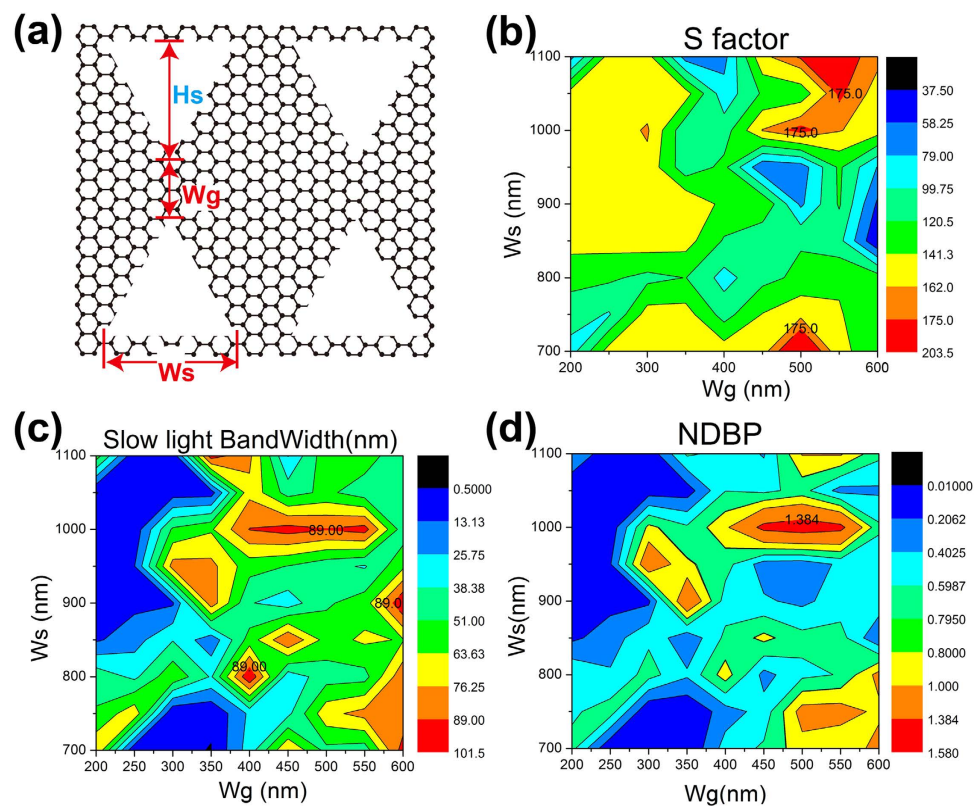 (a)
Hs
Wg
Ws
(b)
S factor
1100
1000
900
800
700
Ws (nm)
200 250 300 350 400 450 500 550 600
Wg (nm)
175.0
175.0
175.0
37.50
58.25
79.00
99.75
120.5
141.3
162.0
175.0
203.5
(c)
Slow light BandWidth(nm)
1100
1000
900
800
700
Ws (nm)
200 250 300 350 400 450 500 550 600
Wg (nm)
89.00
89.0
89.00
0.5000
13.13
25.75
38.38
51.00
63.63
76.25
89.00
101.5
(d)
NDBP
1100
1000
900
800
700
Ws(nm)
200 250 300 350 400 450 500 550 600
Wg(nm)
1.384
0.01000
0.2062
0.4025
0.5987
0.7950
0.8000
1.000
1.384
1.580